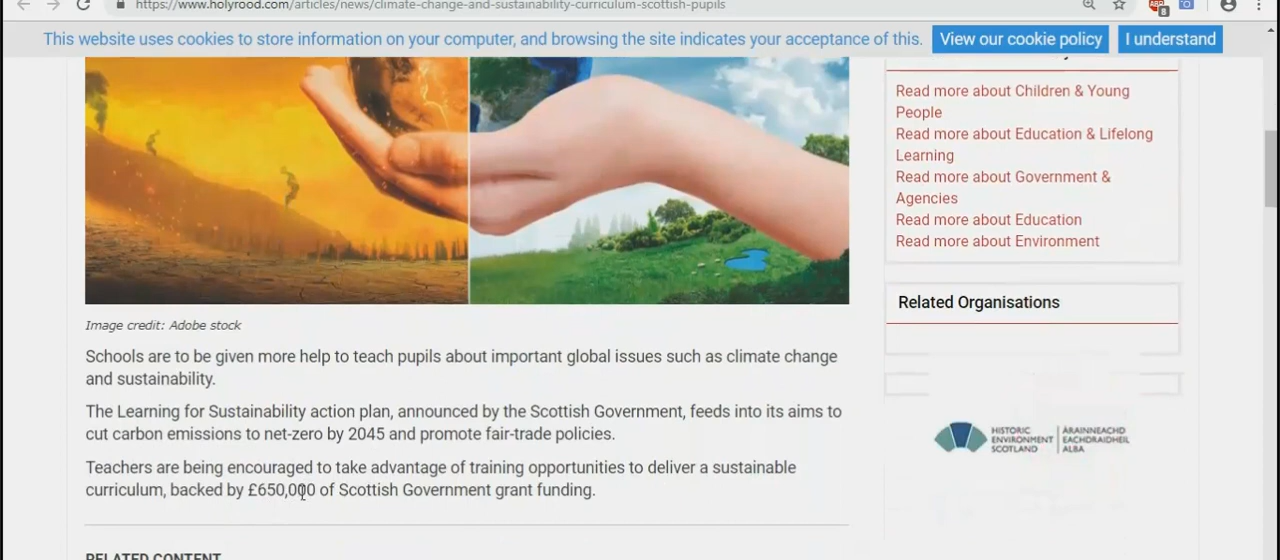 https://www.holyrood.com/articles/news/climate-change-and-sustainability-curriculum-scottish-pupils
8
This website uses cookies to store information on your computer, and browsing the site indicates your acceptance of this. View our cookie policy I understand
Read more about Children & Young
People
Read more about Education & Lifelong
Learning
Read more about Government &
Agencies
Read more about Education
Read more about Environment
Related Organisations
Image credit: Adobe stock
Schools are to be given more help to teach pupils about important global issues such as climate change
and sustainability.
The Learning for Sustainability action plan, announced by the Scottish Government, feeds into its aims to
cut carbon emissions to net-zero by 2045 and promote fair-trade policies.
Teachers are being encouraged to take advantage of training opportunities to deliver a sustainable
curriculum, backed by £650,000 of Scottish Government grant funding.
HISTORIC
ENVIRONMENT
SCOTLAND
ÀRAINNEACHD
EACHDRAIDHEIL
ALBA
RELATED CONTENT